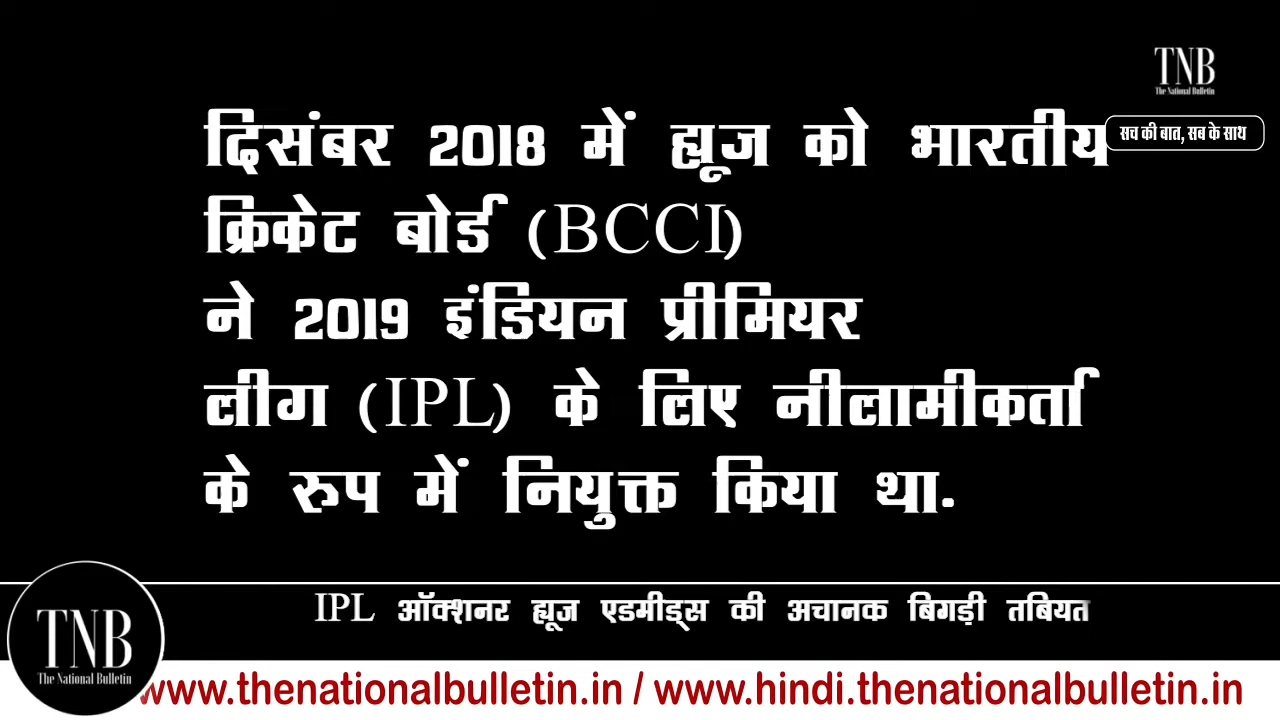 TNB
The National Bulletin
सच की बात, सब के साथ
दिसंबर 2018 में ह्यूज को भारतीय
क्रिकेट बोर्ड (BCCI)
ने 2019 इंडियन प्रीमियर
लीग (IPL) के लिए नीलामीकर्ता
के रुप में नियुक्त किया था.
IPL ऑक्शनर ह्यूज एडमीड्स की अचानक बिगड़ी तबियत
TNB
The National Bulletin
www.thenationalbulletin.in / www.hindi.thenationalbulletin.in